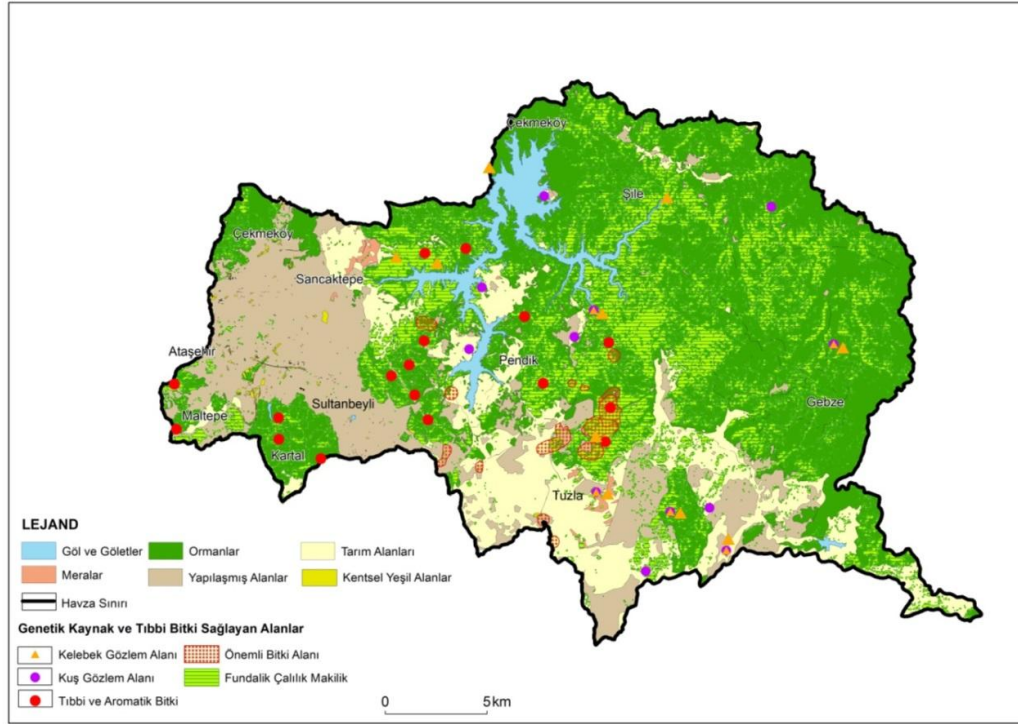 Çekmeköy
Şile
Çekmeköy
Sancaktepe
Ataşehir
Pendik
Sultanbeyli
Gebze
Maltepe
Kartal
Tuzla
LEJAND
Göl ve Göletler
Ormanlar
Tarım Alanları
Meralar
Yapılaşmış Alanlar
Kentsel Yeşil Alanlar
Havza Sınırı
Genetik Kaynak ve Tıbbi Bitki Sağlayan Alanlar
Kelebek Gözlem Alanı
Önemli Bitki Alanı
Kuş Gözlem Alanı
Fundalik Çalılık Makilik
Tıbbi ve Aromatik Bitki
0 5km